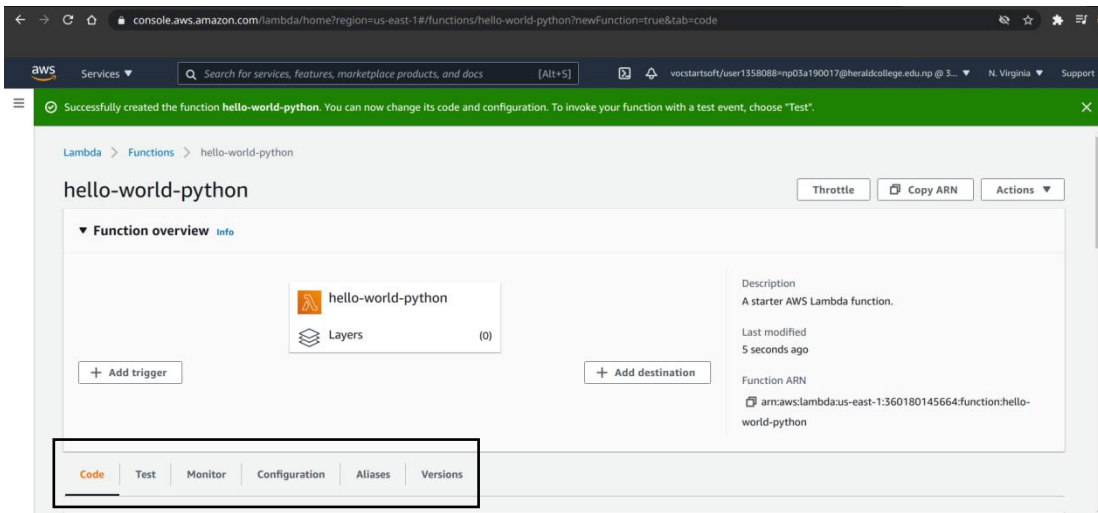 console.aws.amazon.com/lambda/home?region=us-east-1#/functions/hello-world-python?newFunction=true&tab=code
aws Services ▼ Search for services, features, marketplace products, and docs [Alt+S] vocstartsoft/user1358088=np03a190017@heraldcollege.edu.np @ 3... ▼ N. Virginia ▼ Support
Successfully created the function hello-world-python. You can now change its code and configuration. To invoke your function with a test event, choose "Test".
Lambda > Functions > hello-world-python
hello-world-python Throttle Copy ARN Actions ▼
▼ Function overview Info
hello-world-python
Layers (0)
+ Add trigger
+ Add destination
Description
A starter AWS Lambda function.
Last modified
5 seconds ago
Function ARN
arn:aws:lambda:us-east-1:360180145664:function:hello-
world-python
Code Test Monitor Configuration Aliases Versions